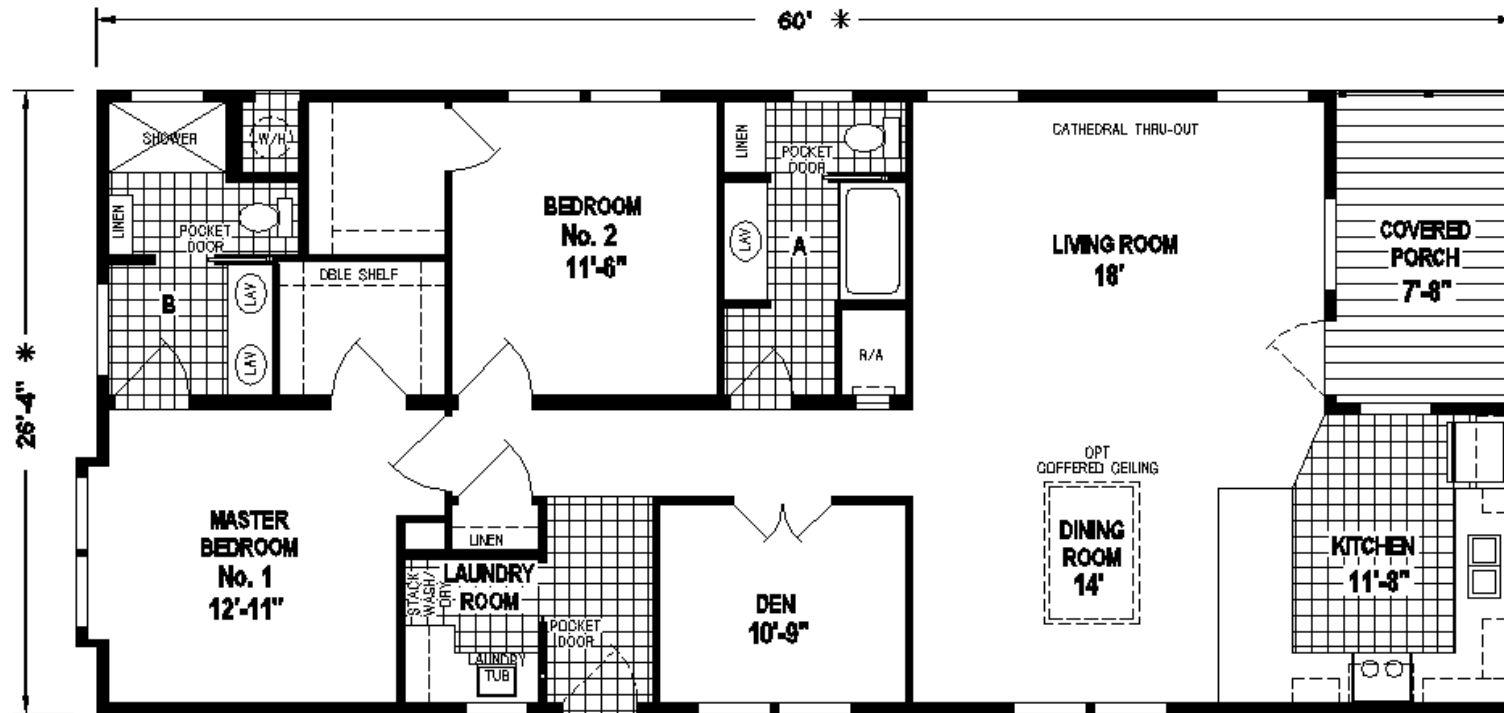 60' *
26'-4" *
SHOWER
W/H
LINEN
POCKET
DOOR
B
LAV
LAV
DBLE SHELF
BEDROOM
No. 2
11'-6"
LINEN
POCKET
DOOR
LAV
A
R/A
CATHEDRAL THRU-OUT
LIVING ROOM
18'
COVERED
PORCH
7'-8"
MASTER
BEDROOM
No. 1
12'-11"
LINEN
LAUNDRY
ROOM
STACK
WASH/
DRY
POCKET
DOOR
LAUNDRY
TUB
DEN
10'-9"
OPT
COFFERED CEILING
DINING
ROOM
14'
KITCHEN
11'-8"